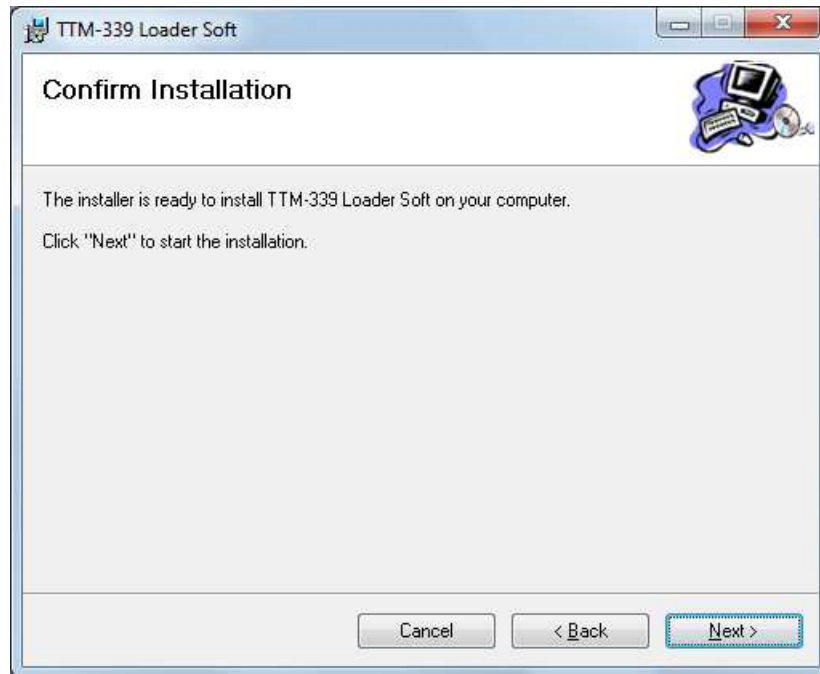 TTM-339 Loader Soft
Confirm Installation
The installer is ready to install TTM-339 Loader Soft on your computer.
Click "Next" to start the installation.
Cancel
< Back
Next >